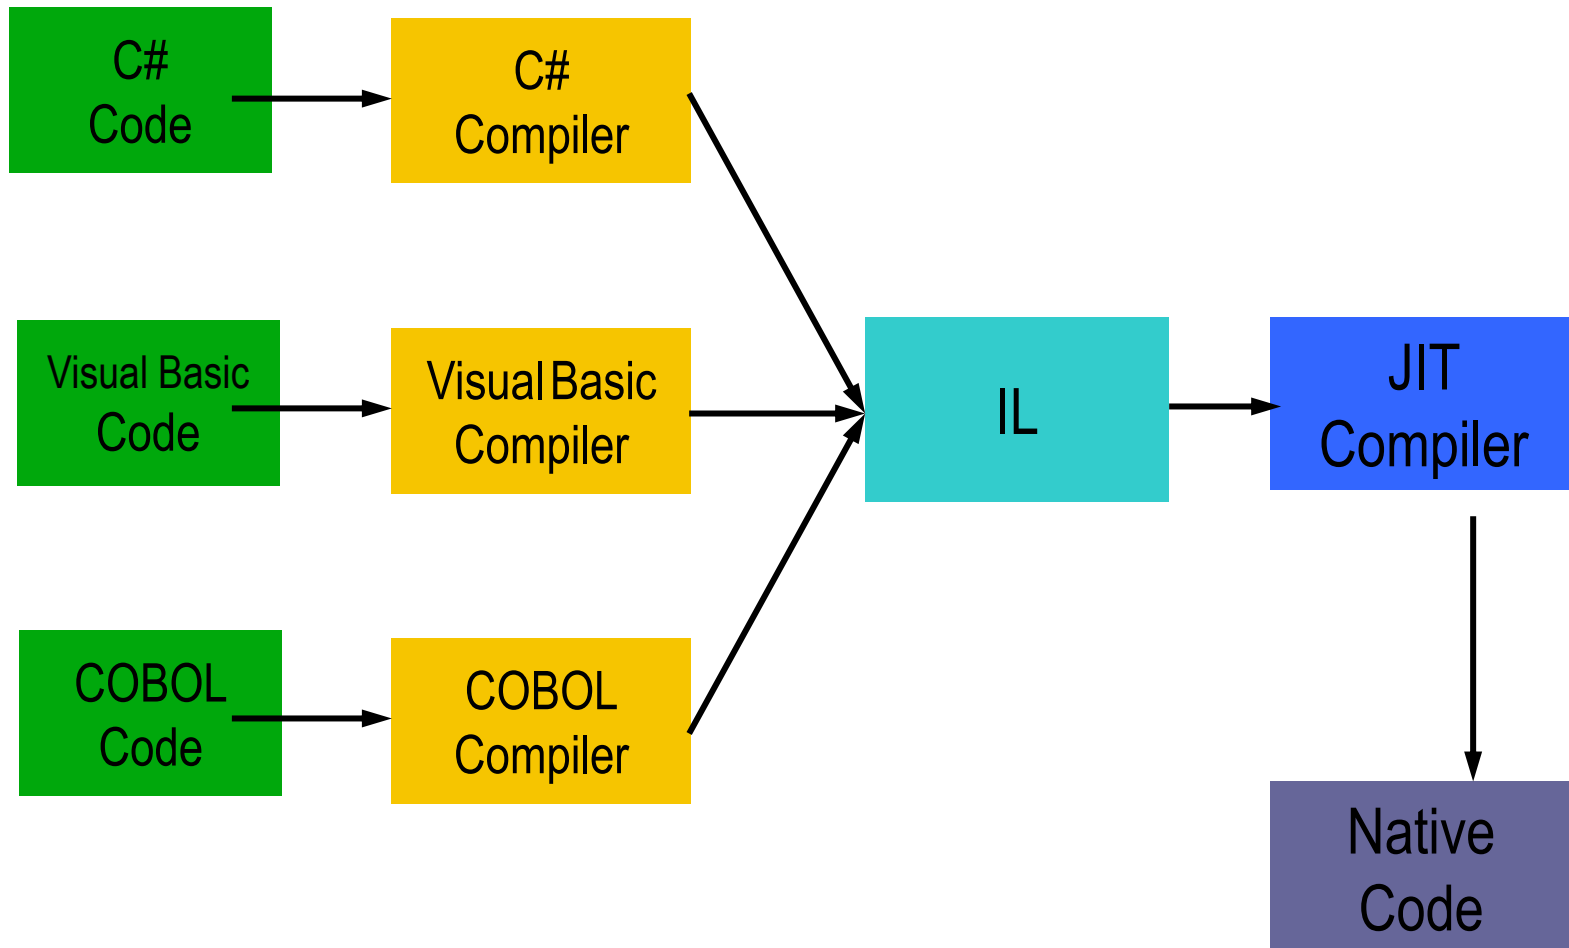 C#
Code
C#
Compiler
Visual Basic
Code
Visual Basic
Compiler
COBOL
Code
COBOL
Compiler
IL
JIT
Compiler
Native
Code